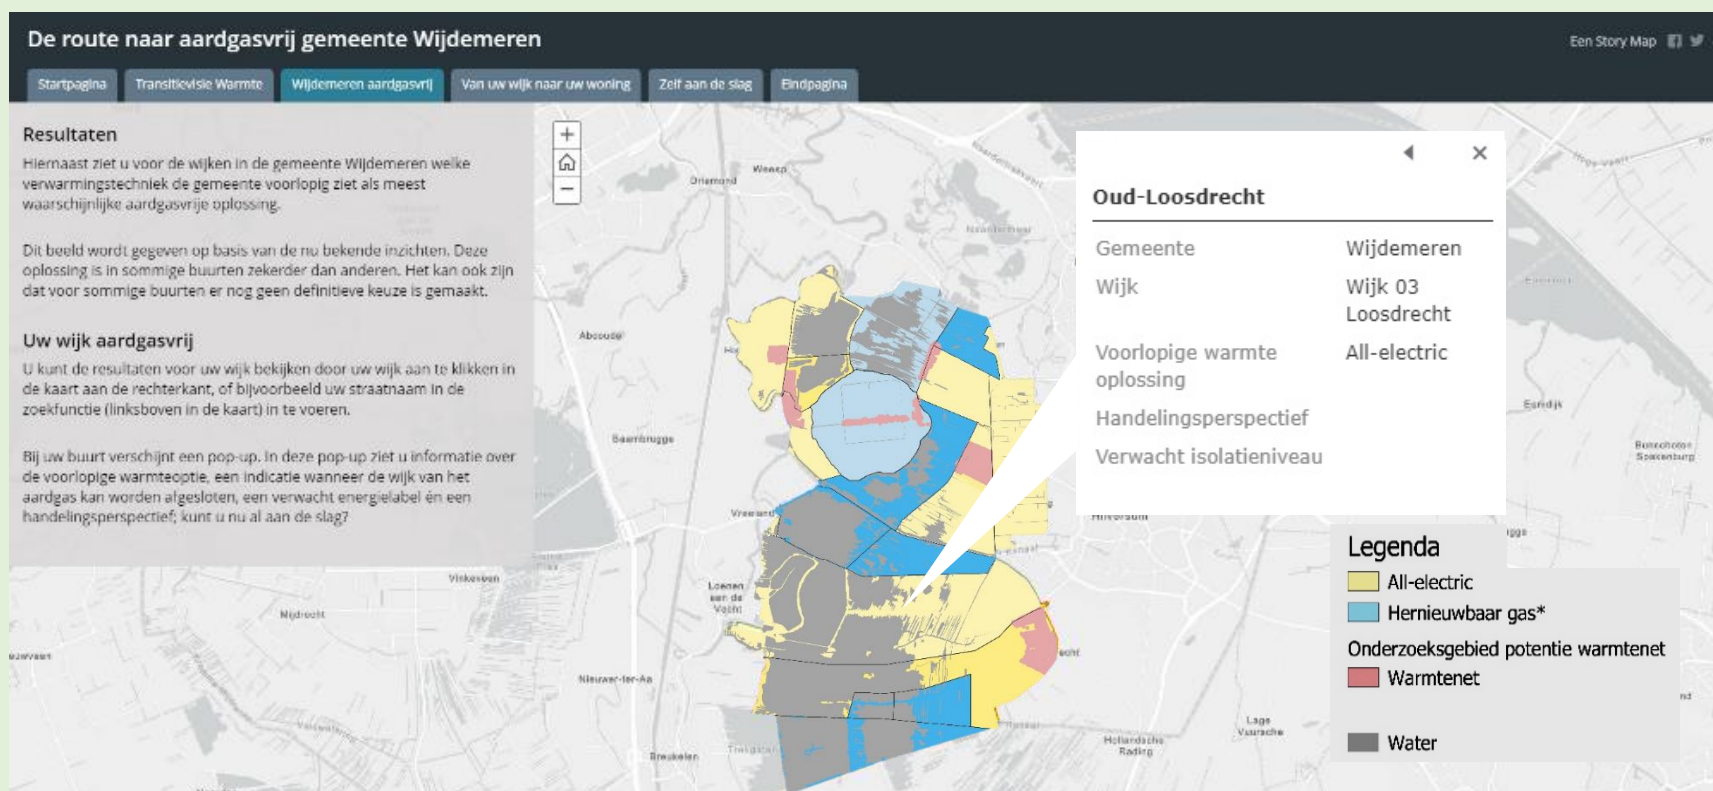 De route naar aardgasvrij gemeente Wijdemeren
Een Story Map
Startpagina
Transitievisie Warmte
Wijdemeren aardgasvrij
Van uw wijk naar uw woning
Zelf aan de slag
Eindpagina
Resultaten
Hiernaast ziet u voor de wijken in de gemeente Wijdemeren welke
verwarmingstechniek de gemeente voorlopig ziet als meest
waarschijnlijke aardgasvrije oplossing.
Dit beeld wordt gegeven op basis van de nu bekende inzichten. Deze
oplossing is in sommige buurten zekerder dan anderen. Het kan ook zijn
dat voor sommige buurten er nog geen definitieve keuze is gemaakt.
Uw wijk aardgasvrij
U kunt de resultaten voor uw wijk bekijken door uw wijk aan te klikken in
de kaart aan de rechterkant, of bijvoorbeeld uw straatnaam in de
zoekfunctie (linksboven in de kaart) in te voeren.
Bij uw buurt verschijnt een pop-up. In deze pop-up ziet u informatie over
de voorlopige warmteoptie, een indicatie wanneer de wijk van het
aardgas kan worden afgesloten, een verwacht energielabel én een
handelingsperspectief; kunt u nu al aan de slag?
Oud-Loosdrecht
Gemeente Wijdemeren
Wijk Wijk 03
Loosdrecht
Voorlopige warmte All-electric
oplossing
Handelingsperspectief
Verwacht isolatieniveau
Legenda
All-electric
Hernieuwbaar gas*
Onderzoeksgebied potentie warmtenet
Warmtenet
Water
Driemond
Weesp
Abcoude
Baambrugge
Vreeland
Vinkeveen
Mijdrecht
Loenen
aan de
Vecht
Nieuwer-ter-Aa
Breukelen
Hilversum
Hollandsche
Rading
Lage
Vuursche
Eemdijk
Bunschoten
Spakenburg